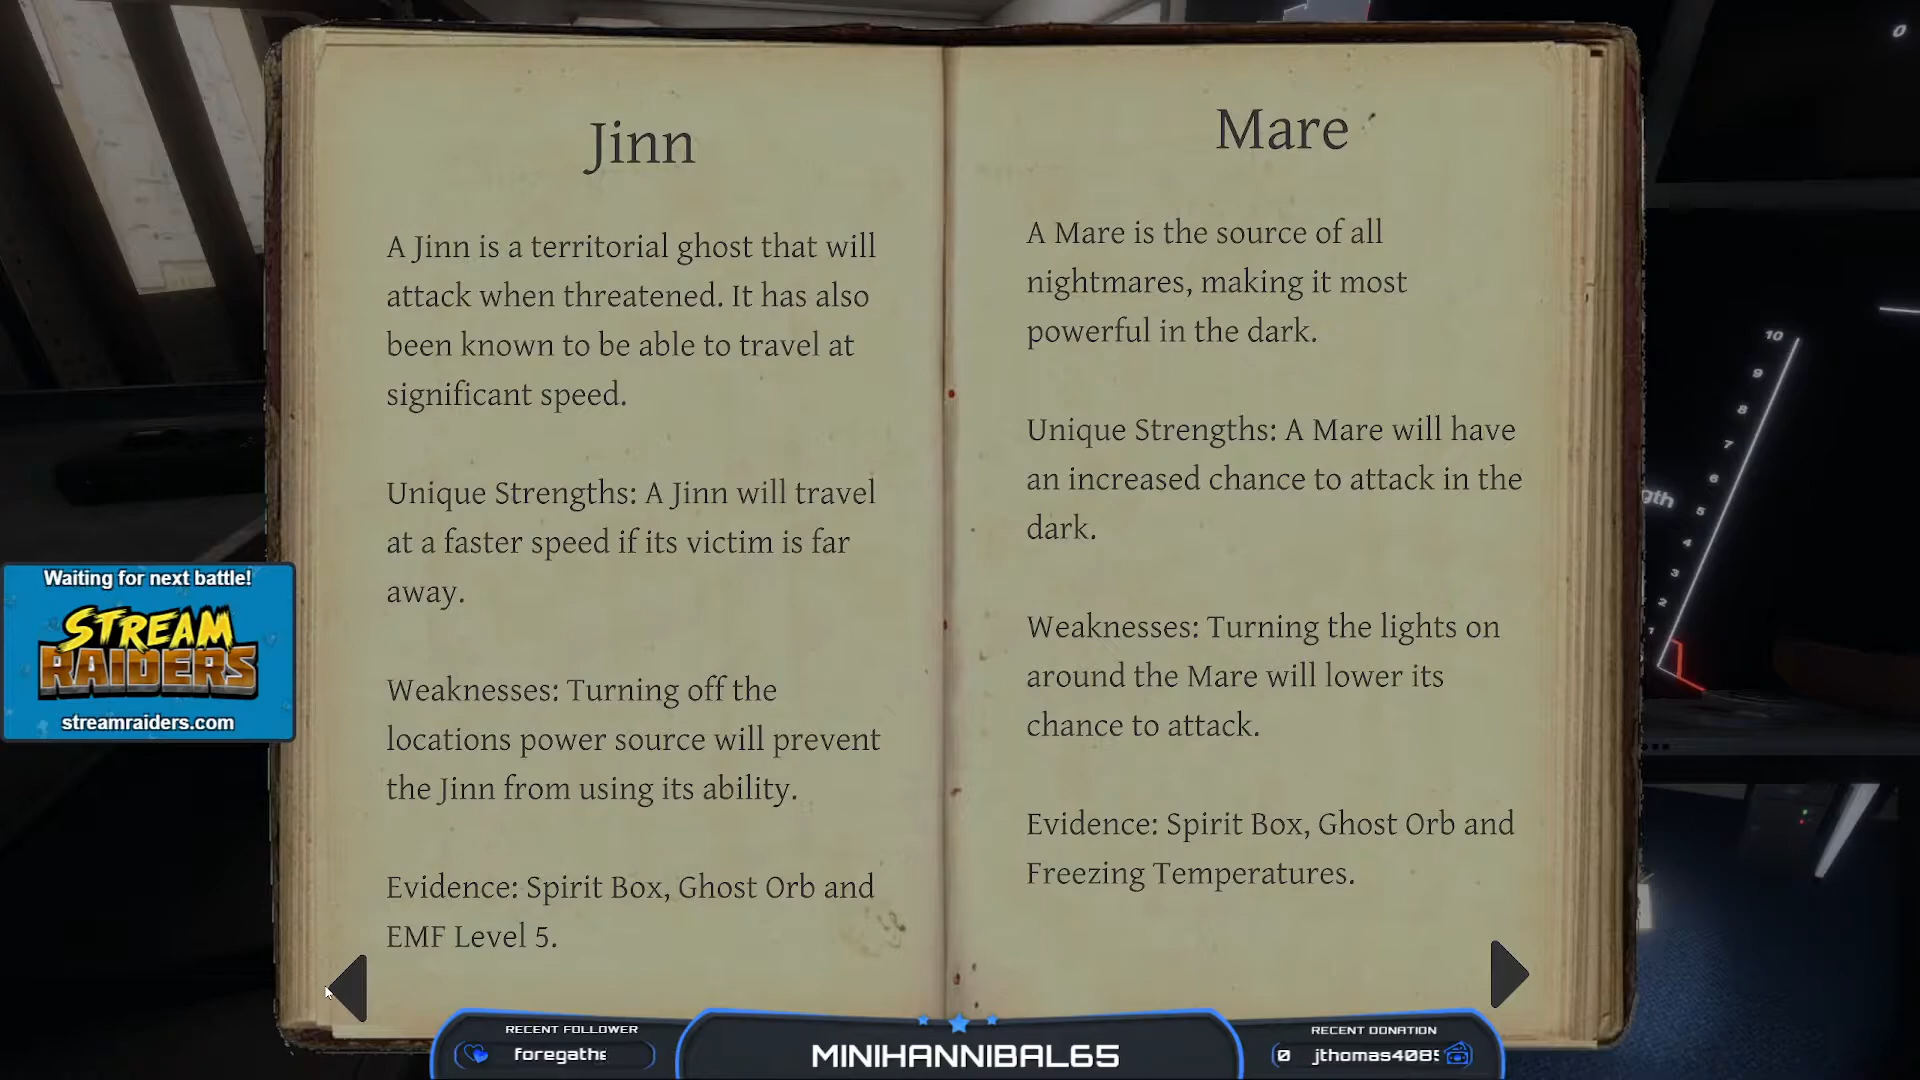 Jinn
A Jinn is a territorial ghost that will
attack when threatened. It has also
been known to be able to travel at
significant speed.
Unique Strengths: A Jinn will travel
at a faster speed if its victim is far
away.
Weaknesses: Turning off the
locations power source will prevent
the Jinn from using its ability.
Evidence: Spirit Box, Ghost Orb and
EMF Level 5.
Mare
A Mare is the source of all
nightmares, making it most
powerful in the dark.
Unique Strengths: A Mare will have
an increased chance to attack in the
dark.
Weaknesses: Turning the lights on
around the Mare will lower its
chance to attack.
Evidence: Spirit Box, Ghost Orb and
Freezing Temperatures.
0
10
9
8
7
6
5
4
3
2
1
Waiting for next battle!
STREAM
RAIDERS
streamraiders.com
RECENT FOLLOWER
foregathe
MINIHANNIBAL65
RECENT DONATION
0 jthomas408